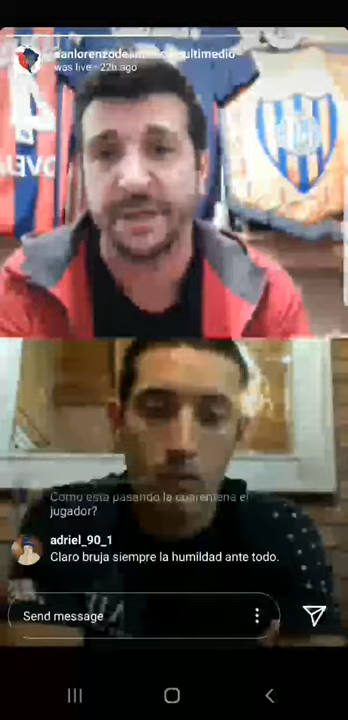 was live · 22h ago
Como esta pasando la cuarentena el
jugador?
adriel_90_1
Claro bruja siempre la humildad ante todo.
Send message